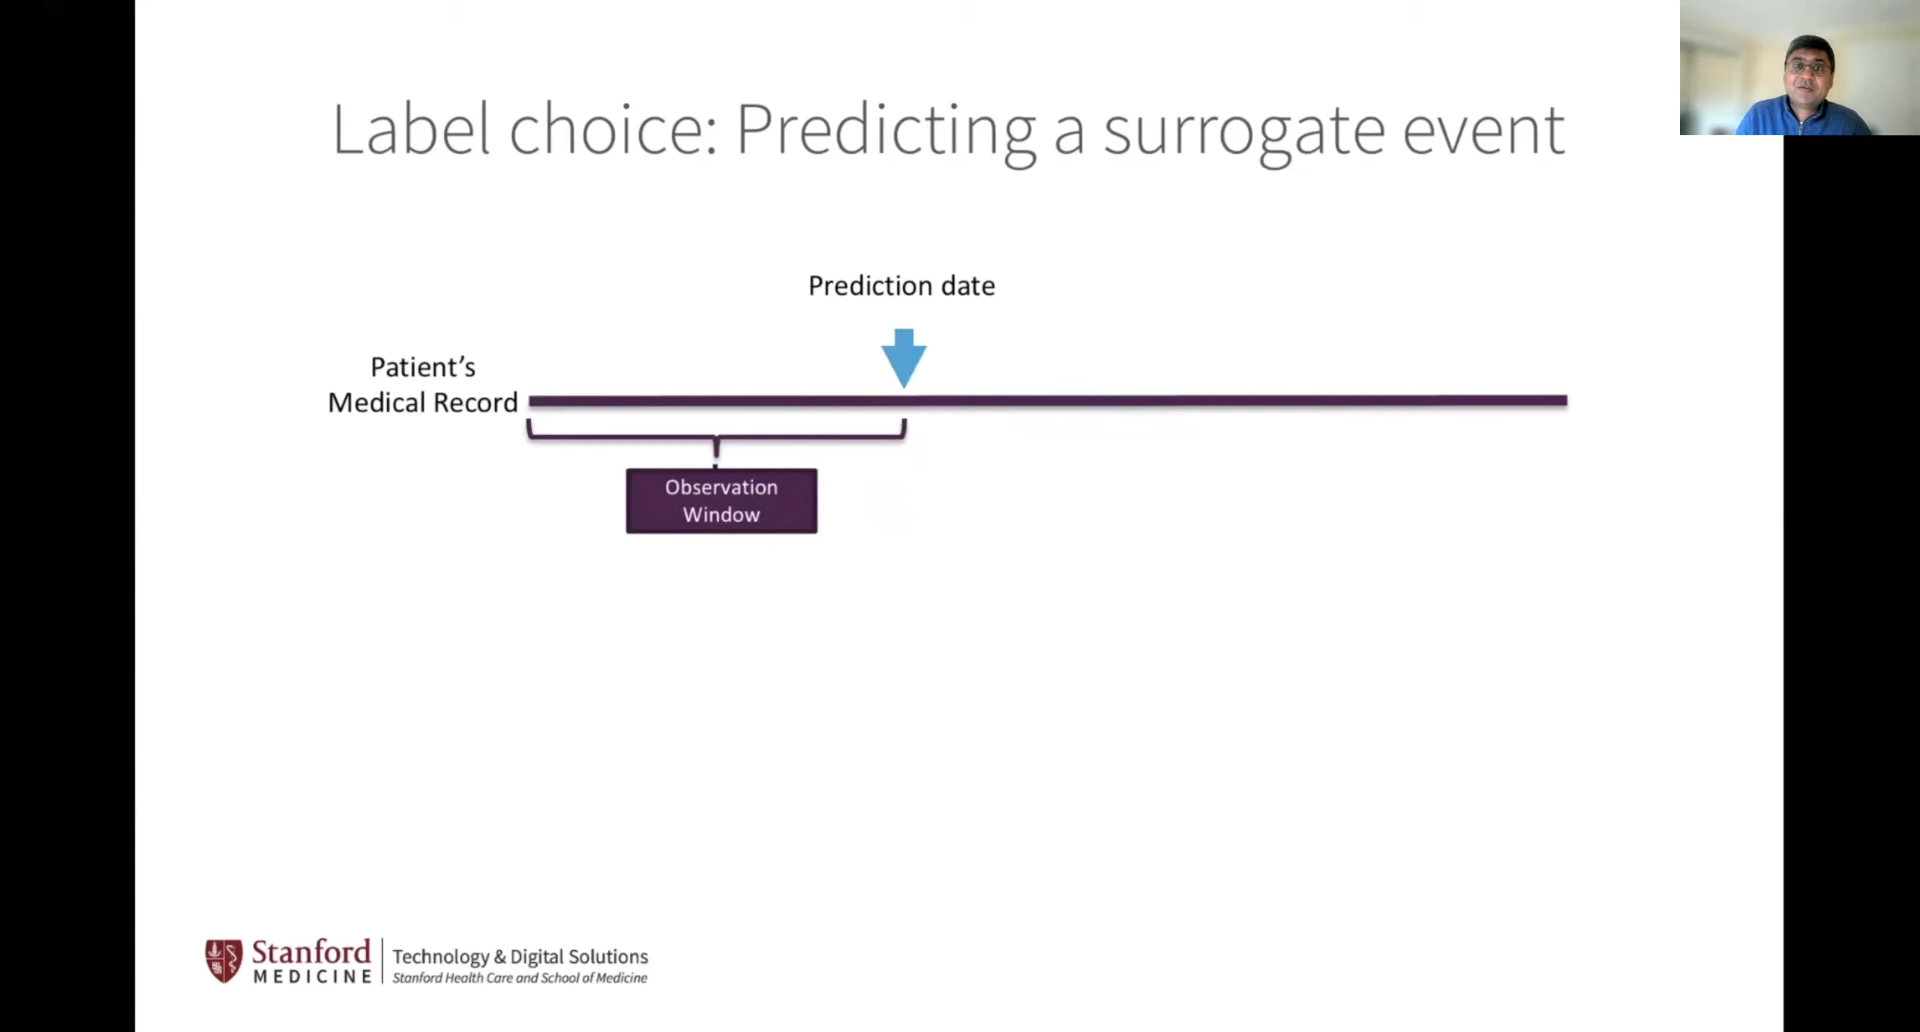 Label choice: Predicting a surrogate event
Prediction date
Patient’s
Medical Record
Observation
Window
Stanford
MEDICINE
Technology & Digital Solutions
Stanford Health Care and School of Medicine